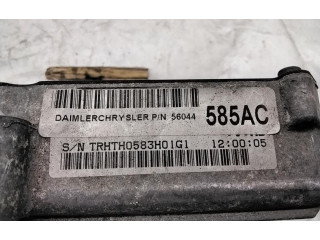 DAIMLERCHRYSLER P/N 56044 585AC
S/N TRHTH0583H01G1 12:00:05